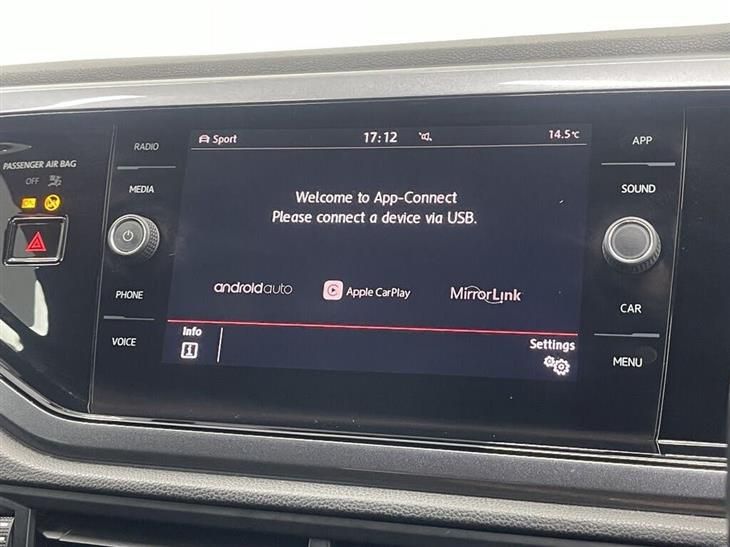 PASSENGER AIR BAG
OFF
ON
RADIO
MEDIA
PHONE
VOICE
Sport
17:12
14.5°C
Welcome to App-Connect
Please connect a device via USB.
androidauto
Apple CarPlay
MirrorLink
Info
Settings
APP
SOUND
CAR
MENU